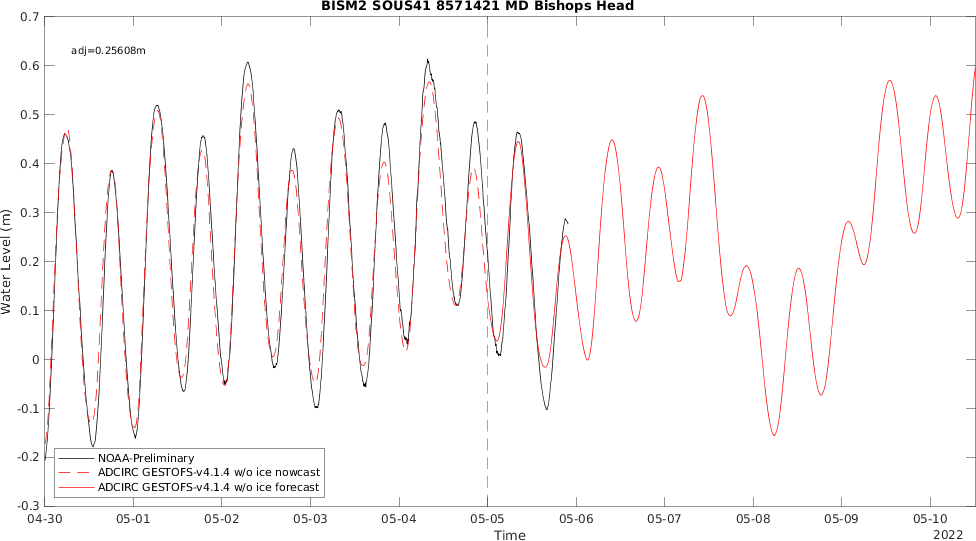 BISM2 SOUS41 8571421 MD Bishops Head
adj=0.25608m
Water Level (m)
0.7
0.6
0.5
0.4
0.3
0.2
0.1
0
-0.1
-0.2
-0.3
NOAA-Preliminary
ADCIRC GESTOFS-v4.1.4 w/o ice nowcast
ADCIRC GESTOFS-v4.1.4 w/o ice forecast
04-30 05-01 05-02 05-03 05-04 05-05 05-06 05-07 05-08 05-09 05-10
Time
2022